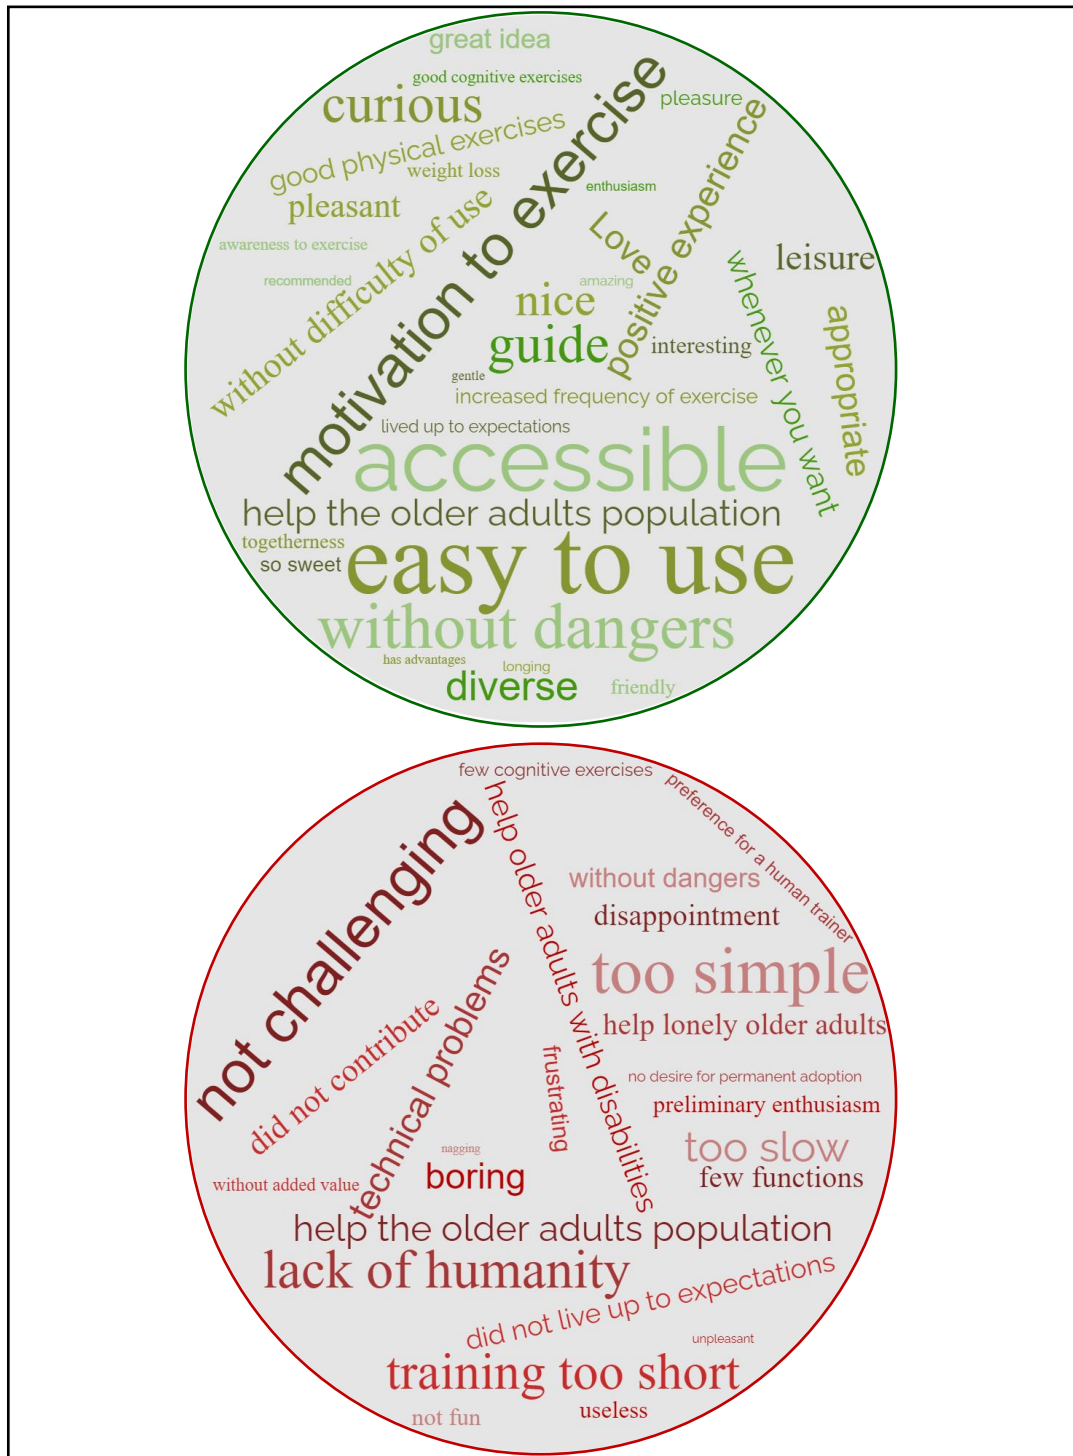 great idea
good cognitive exercises
curious
motivation to exercise
pleasure
good physical exercises
weight loss
positive experience
pleasant
enthusiasm
without difficulty of use
Love
awareness to exercise
leisure
whenever you want
recommended
amazing
nice
appropriate
guide
interesting
gentle
increased frequency of exercise
lived up to expectations
accessible
help the older adults population
togetherness
easy to use
so sweet
without dangers
has advantages
longing
diverse
friendly
few cognitive exercises
preference for a human trainer
help older adults with disabilities
not challenging
without dangers
disappointment
too simple
technical problems
did not contribute
help lonely older adults
frustrating
no desire for permanent adoption
preliminary enthusiasm
too slow
nagging
boring
few functions
without added value
help the older adults population
lack of humanity
did not live up to expectations
unpleasant
training too short
not fun
useless